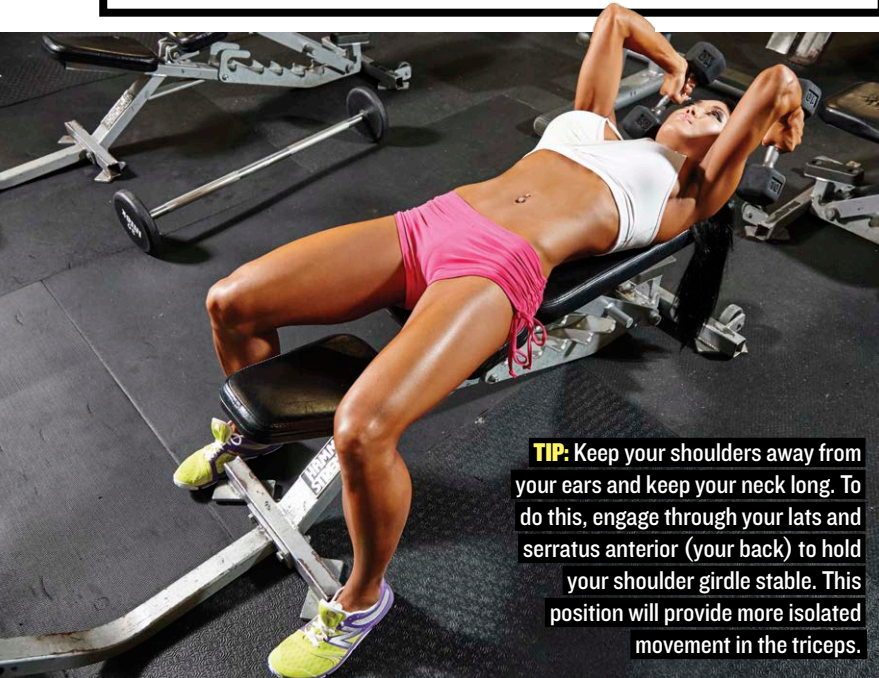 HAMM
STREN
TIP: Keep your shoulders away from
your ears and keep your neck long. To
do this, engage through your lats and
serratus anterior (your back) to hold
your shoulder girdle stable. This
position will provide more isolated
movement in the triceps.